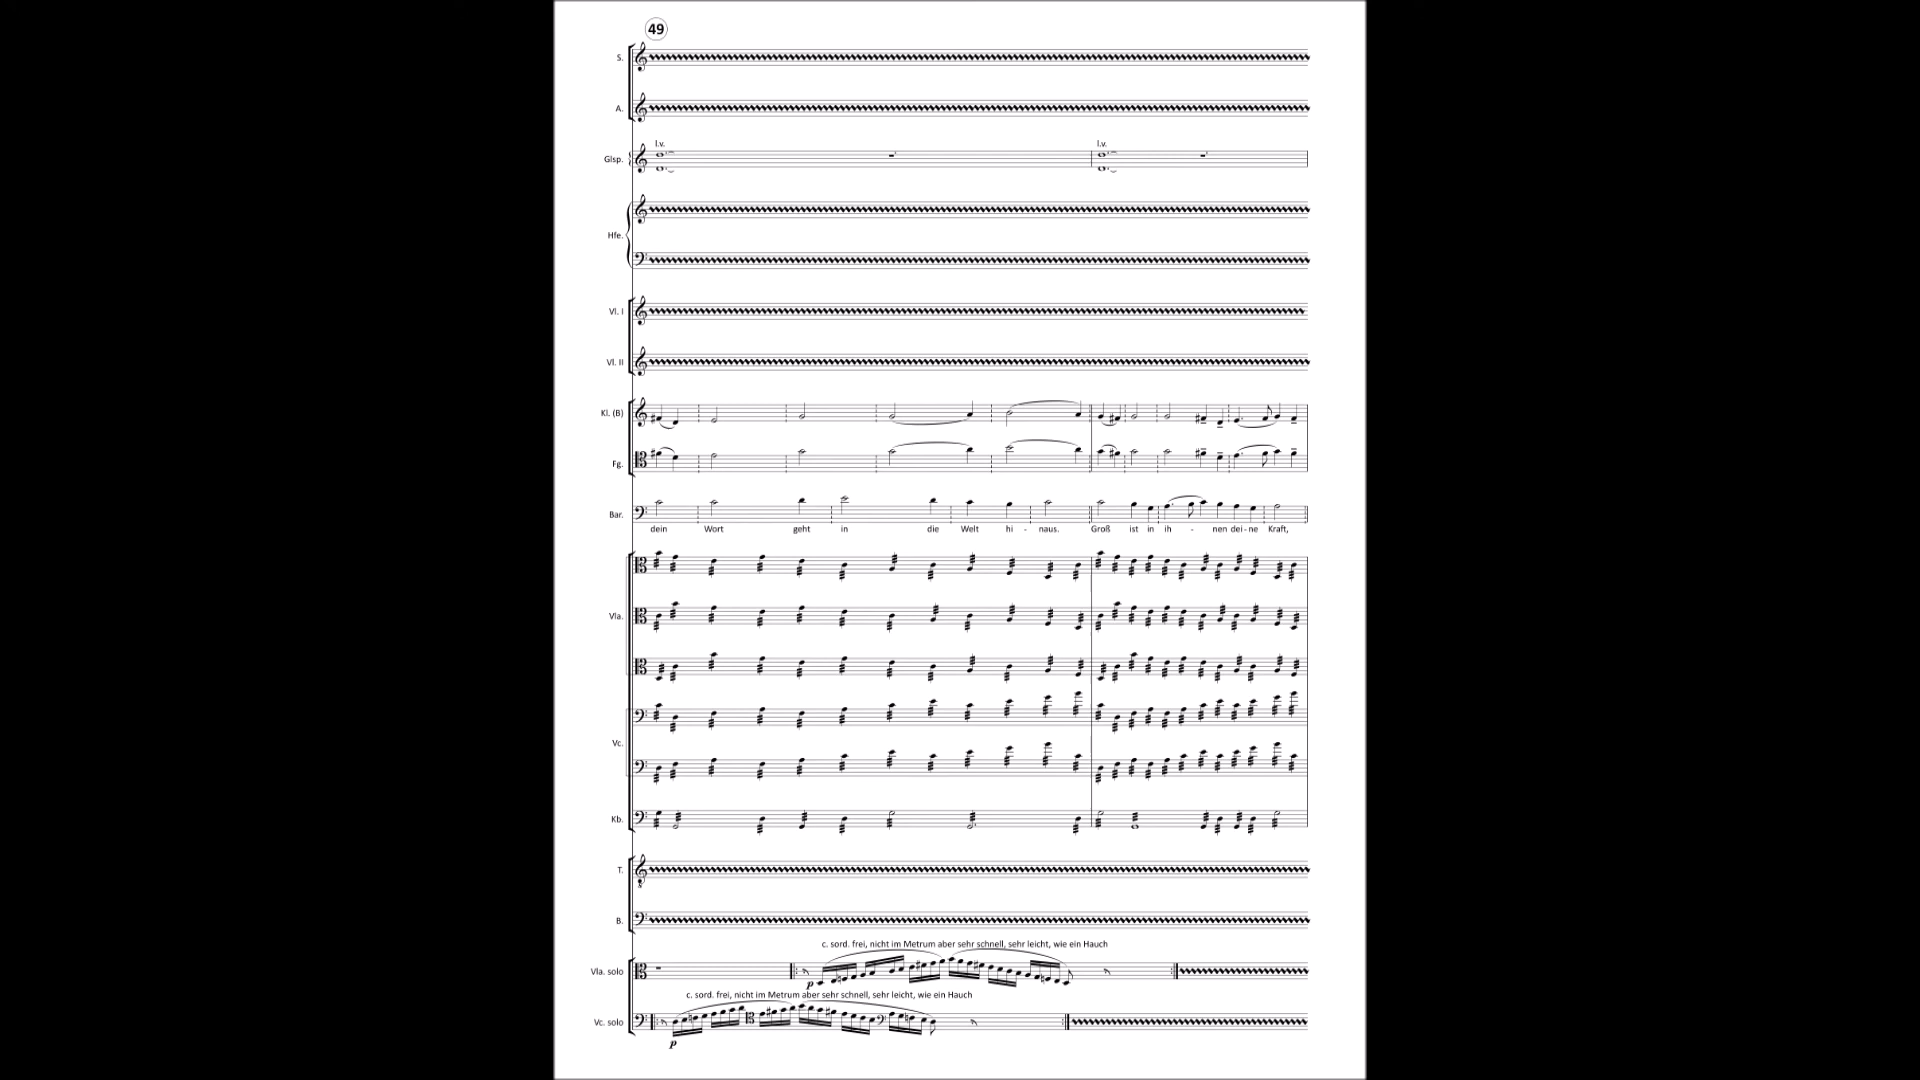 49
S.
A.
l.v. l.v.
Glsp.
Hfe.
Vl. I
Vl. II
Kl. (B)
Fg.
Bar.
dein Wort geht in die Welt hi - naus. Groß ist in ih - nen dei - ne Kraft,
Vla.
Vc.
Kb.
T.
B.
c. sord. frei, nicht im Metrum aber sehr schnell, sehr leicht, wie ein Hauch
Vla. solo
p
c. sord. frei, nicht im Metrum aber sehr schnell, sehr leicht, wie ein Hauch
Vc. solo
p